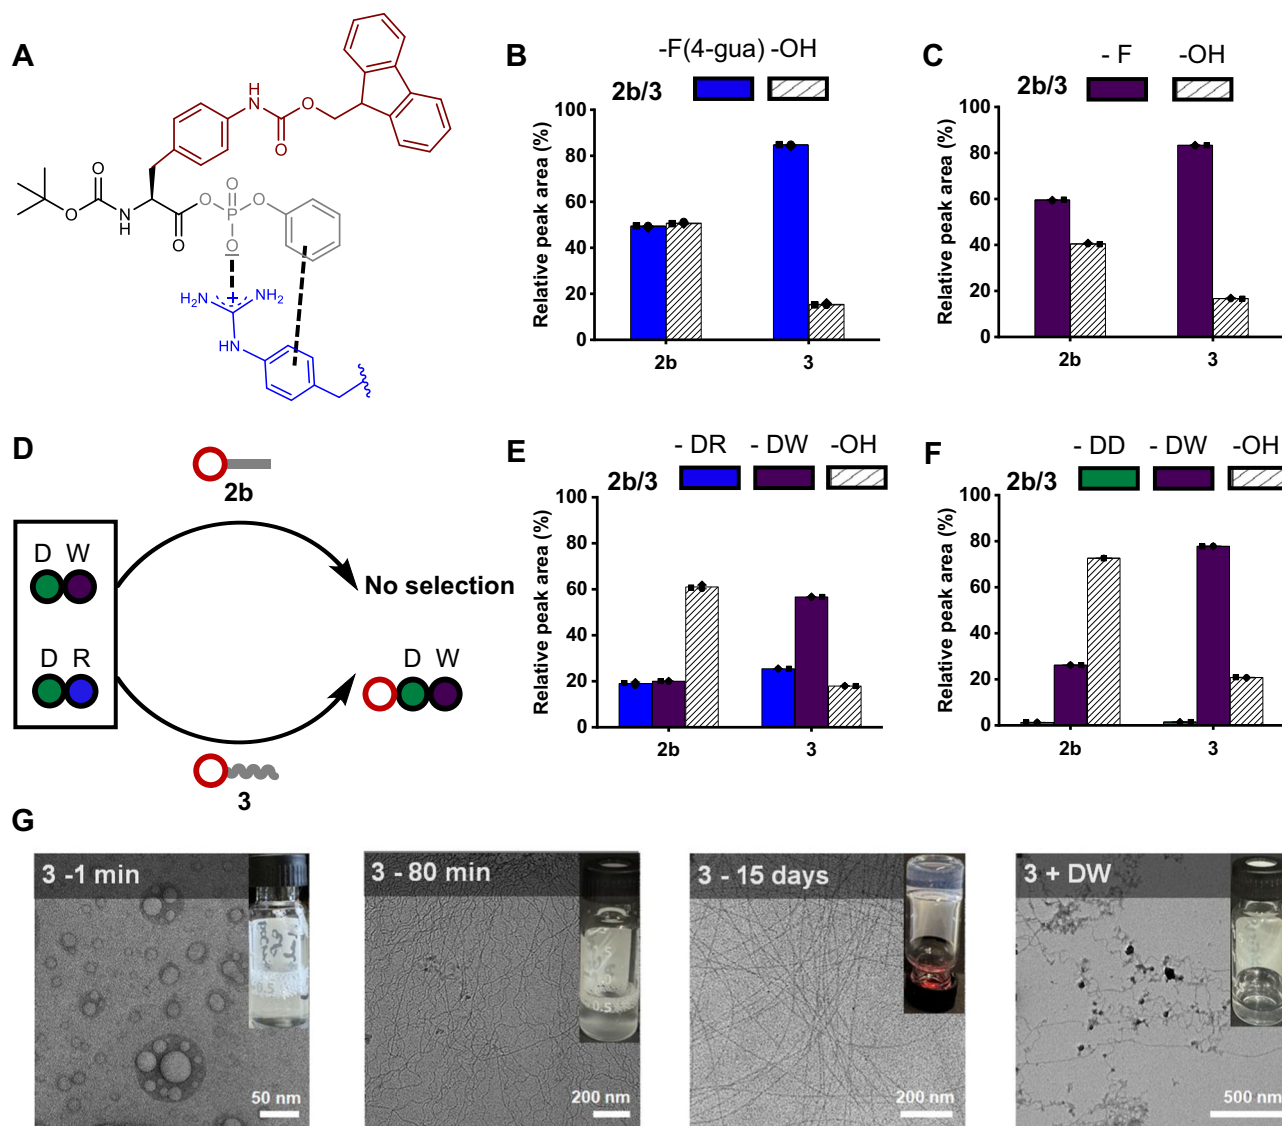 A
H
N
O
O
O
O
N
H
O
O
O
P
O
O
H₂N
+
NH₂
HN
B
-F(4-gua) -OH
2b/3
Relative peak area (%)
100
80
60
40
20
0
2b 3
C
- F -OH
2b/3
Relative peak area (%)
100
80
60
40
20
0
2b 3
D
2b
D W
No selection
D R
D W
3
E
- DR - DW -OH
2b/3
Relative peak area (%)
100
80
60
40
20
0
2b 3
F
- DD - DW -OH
2b/3
Relative peak area (%)
100
80
60
40
20
0
2b 3
G
3 -1 min
0.5
50 nm
3 - 80 min
0.5
200 nm
3 - 15 days
200 nm
3 + DW
500 nm